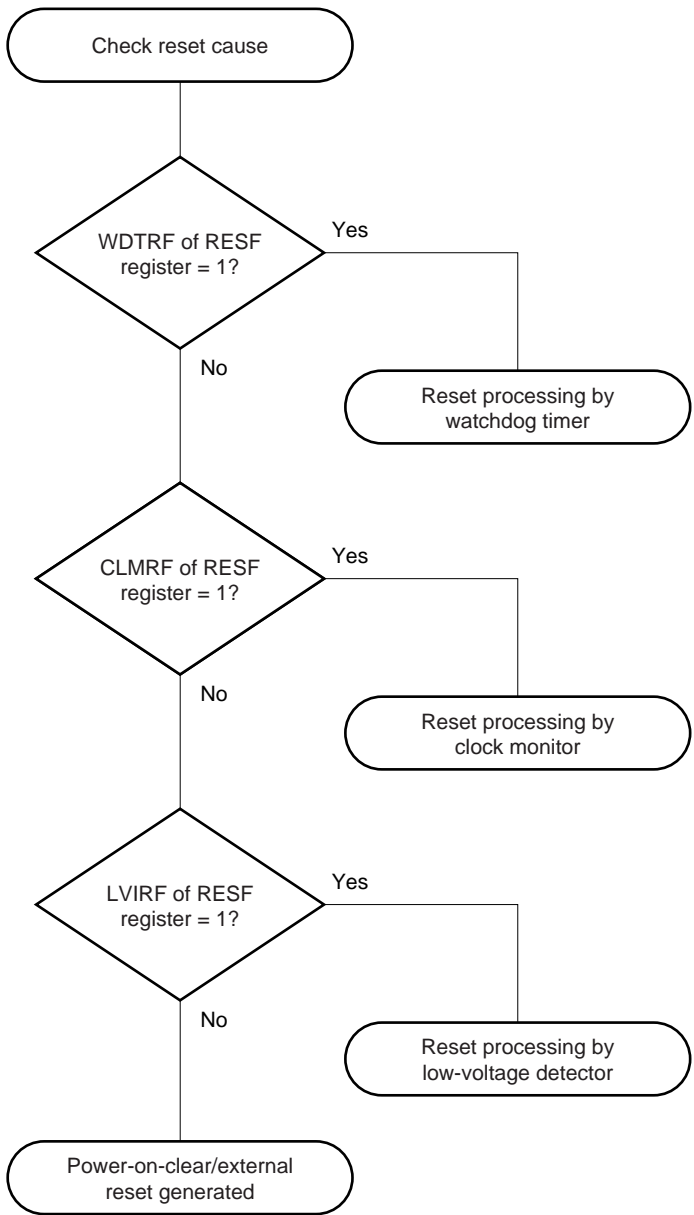 Check reset cause
WDTRF of RESF
register = 1?
Yes
No
Reset processing by
watchdog timer
CLMRF of RESF
register = 1?
Yes
No
Reset processing by
clock monitor
LVIRF of RESF
register = 1?
Yes
No
Reset processing by
low-voltage detector
Power-on-clear/external
reset generated